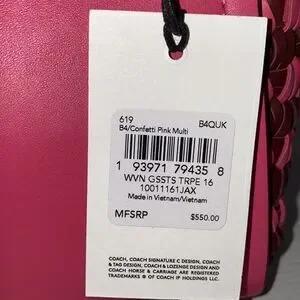 619 B4QUK
B4/Confetti Pink Multi
1 93971 79435 8
WVN GSSTS TRPE 16
10011161JAX
Made in Vietnam/Vietnam
MFSRP $550.00
COACH, COACH SIGNATURE C DESIGN, COACH
& TAG DESIGN, COACH & LOZENGE DESIGN AND
COACH HORSE & CARRIAGE ARE REGISTERED
TRADEMARKS ® OF COACH IP HOLDINGS LLC.